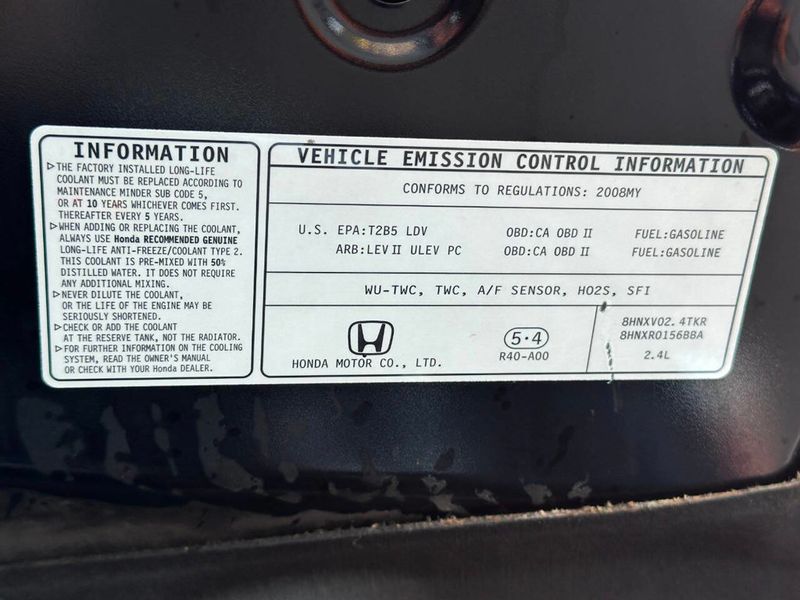 INFORMATION
▷THE FACTORY INSTALLED LONG-LIFE
COOLANT MUST BE REPLACED ACCORDING TO
MAINTENANCE MINDER SUB CODE 5,
OR AT 10 YEARS WHICHEVER COMES FIRST.
THEREAFTER EVERY 5 YEARS.
▷WHEN ADDING OR REPLACING THE COOLANT,
ALWAYS USE Honda RECOMMENDED GENUINE
LONG-LIFE ANTI-FREEZE/COOLANT TYPE 2.
THIS COOLANT IS PRE-MIXED WITH 50%
DISTILLED WATER. IT DOES NOT REQUIRE
ANY ADDITIONAL MIXING.
▷NEVER DILUTE THE COOLANT,
OR THE LIFE OF THE ENGINE MAY BE
SERIOUSLY SHORTENED.
▷CHECK OR ADD THE COOLANT
AT THE RESERVE TANK, NOT THE RADIATOR.
▷FOR FURTHER INFORMATION ON THE COOLING
SYSTEM, READ THE OWNER'S MANUAL
OR CHECK WITH YOUR Honda DEALER.
VEHICLE EMISSION CONTROL INFORMATION
CONFORMS TO REGULATIONS: 2008MY
U.S. EPA:T2B5 LDV OBD:CA OBD II FUEL:GASOLINE
ARB:LEV II ULEV PC OBD:CA OBD II FUEL:GASOLINE
WU-TWC, TWC, A/F SENSOR, HO2S, SFI
HONDA MOTOR CO., LTD.
5·4
R40-A00
8HNXV02.4TKR
8HNXR0156BBA
2.4L